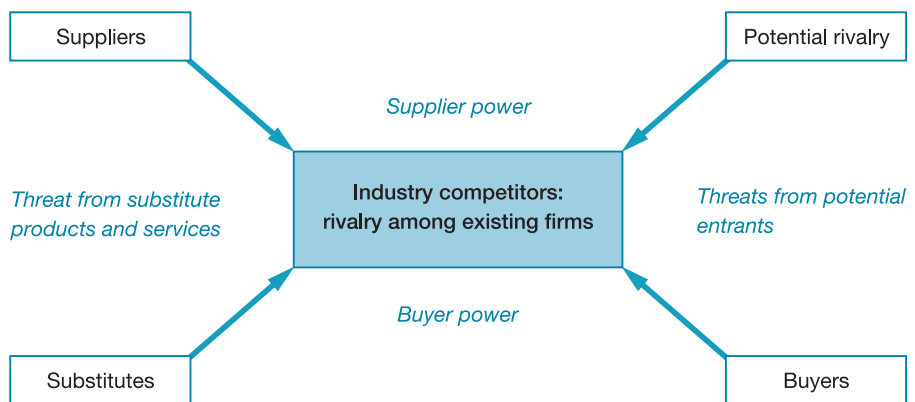 Suppliers
Potential rivalry
Supplier power
Threat from substitute
products and services
Industry competitors:
rivalry among existing firms
Threats from potential
entrants
Buyer power
Substitutes
Buyers